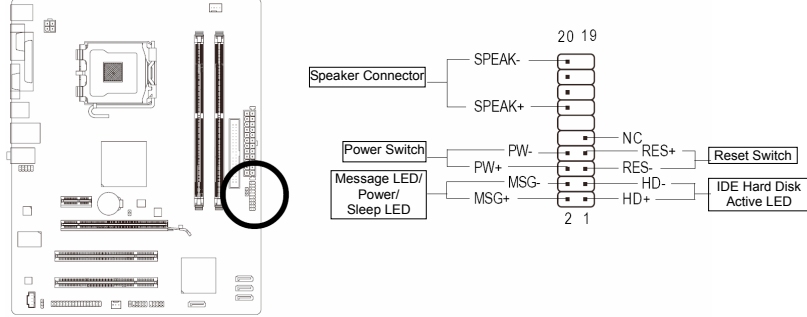 20 19
SPEAK-
Speaker Connector
SPEAK+
NC
Power Switch
PW-
RES+
Reset Switch
PW+
RES-
Message LED/
Power/
Sleep LED
MSG-
HD-
IDE Hard Disk
Active LED
MSG+
HD+
2 1